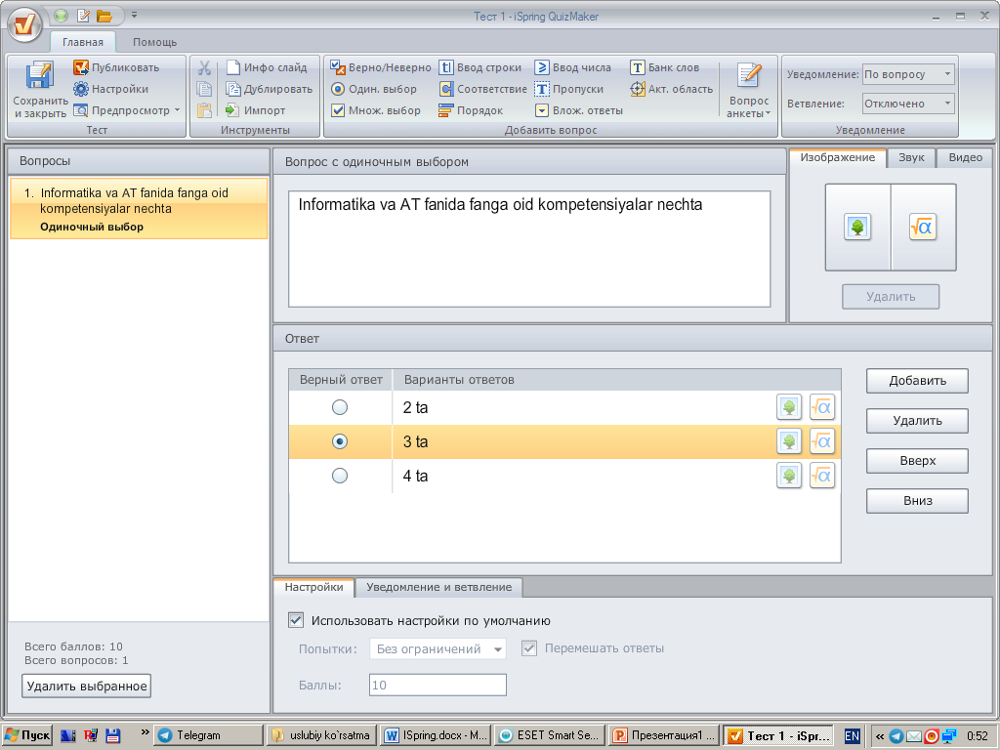 Тест 1 - iSpring QuizMaker
Главная
Помощь
Сохранить и закрыть
Публиковать
Настройки
Предпросмотр
Тест
Инфо слайд
Дублировать
Импорт
Инструменты
Верно/Неверно
Один. выбор
Множ. выбор
Ввод строки
Соответствие
Порядок
Ввод числа
Пропуски
Влож. ответы
Банк слов
Акт. область
Вопрос анкеты
Добавить вопрос
Уведомление: По вопросу
Ветвление: Отключено
Уведомление
Вопросы
1. Informatika va AT fanida fanga oid
kompetensiyalar nechta
Одиночный выбор
Всего баллов: 10
Всего вопросов: 1
Удалить выбранное
Вопрос с одиночным выбором
Informatika va AT fanida fanga oid kompetensiyalar nechta
Изображение
Звук
Видео
Удалить
Ответ
Верный ответ
Варианты ответов
2 ta
3 ta
4 ta
Добавить
Удалить
Вверх
Вниз
Настройки
Уведомление и ветвление
Использовать настройки по умолчанию
Попытки: Без ограничений
Перемешать ответы
Баллы: 10
Пуск
Telegram
uslubiy ko`rsatma
ISpring.docx - M...
ESET Smart Se...
Презентация1 ...
Тест 1 - iSpr...
EN
0:52